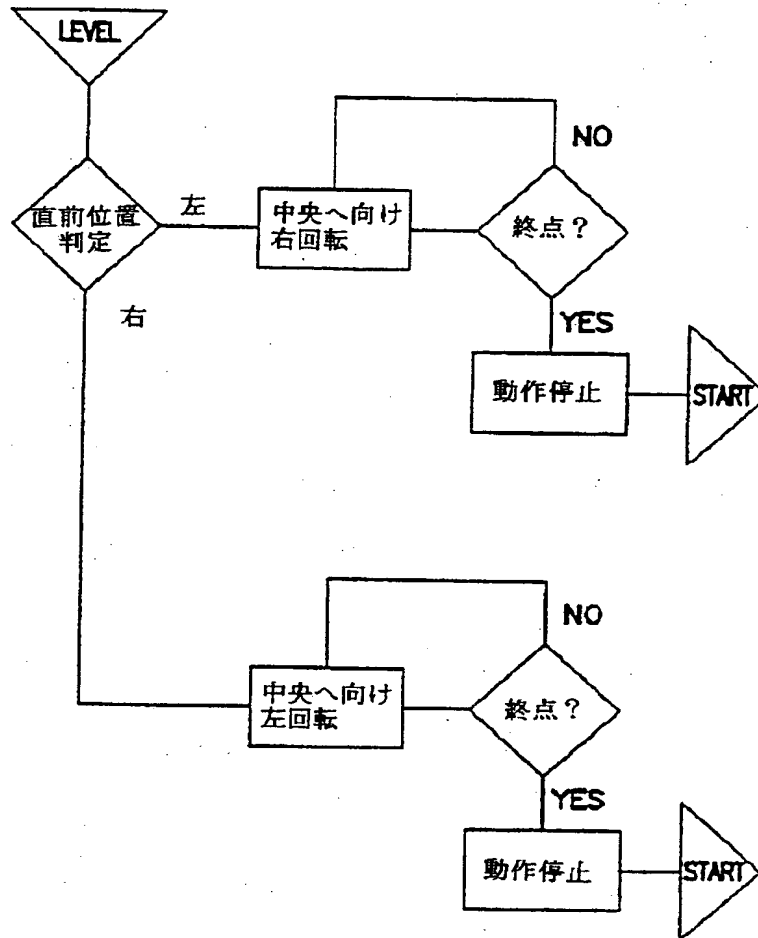 LEVEL
NO
直前位置
判定
左
中央へ向け
右回転
終点？
右
YES
動作停止
START
NO
中央へ向け
左回転
終点？
YES
動作停止
START